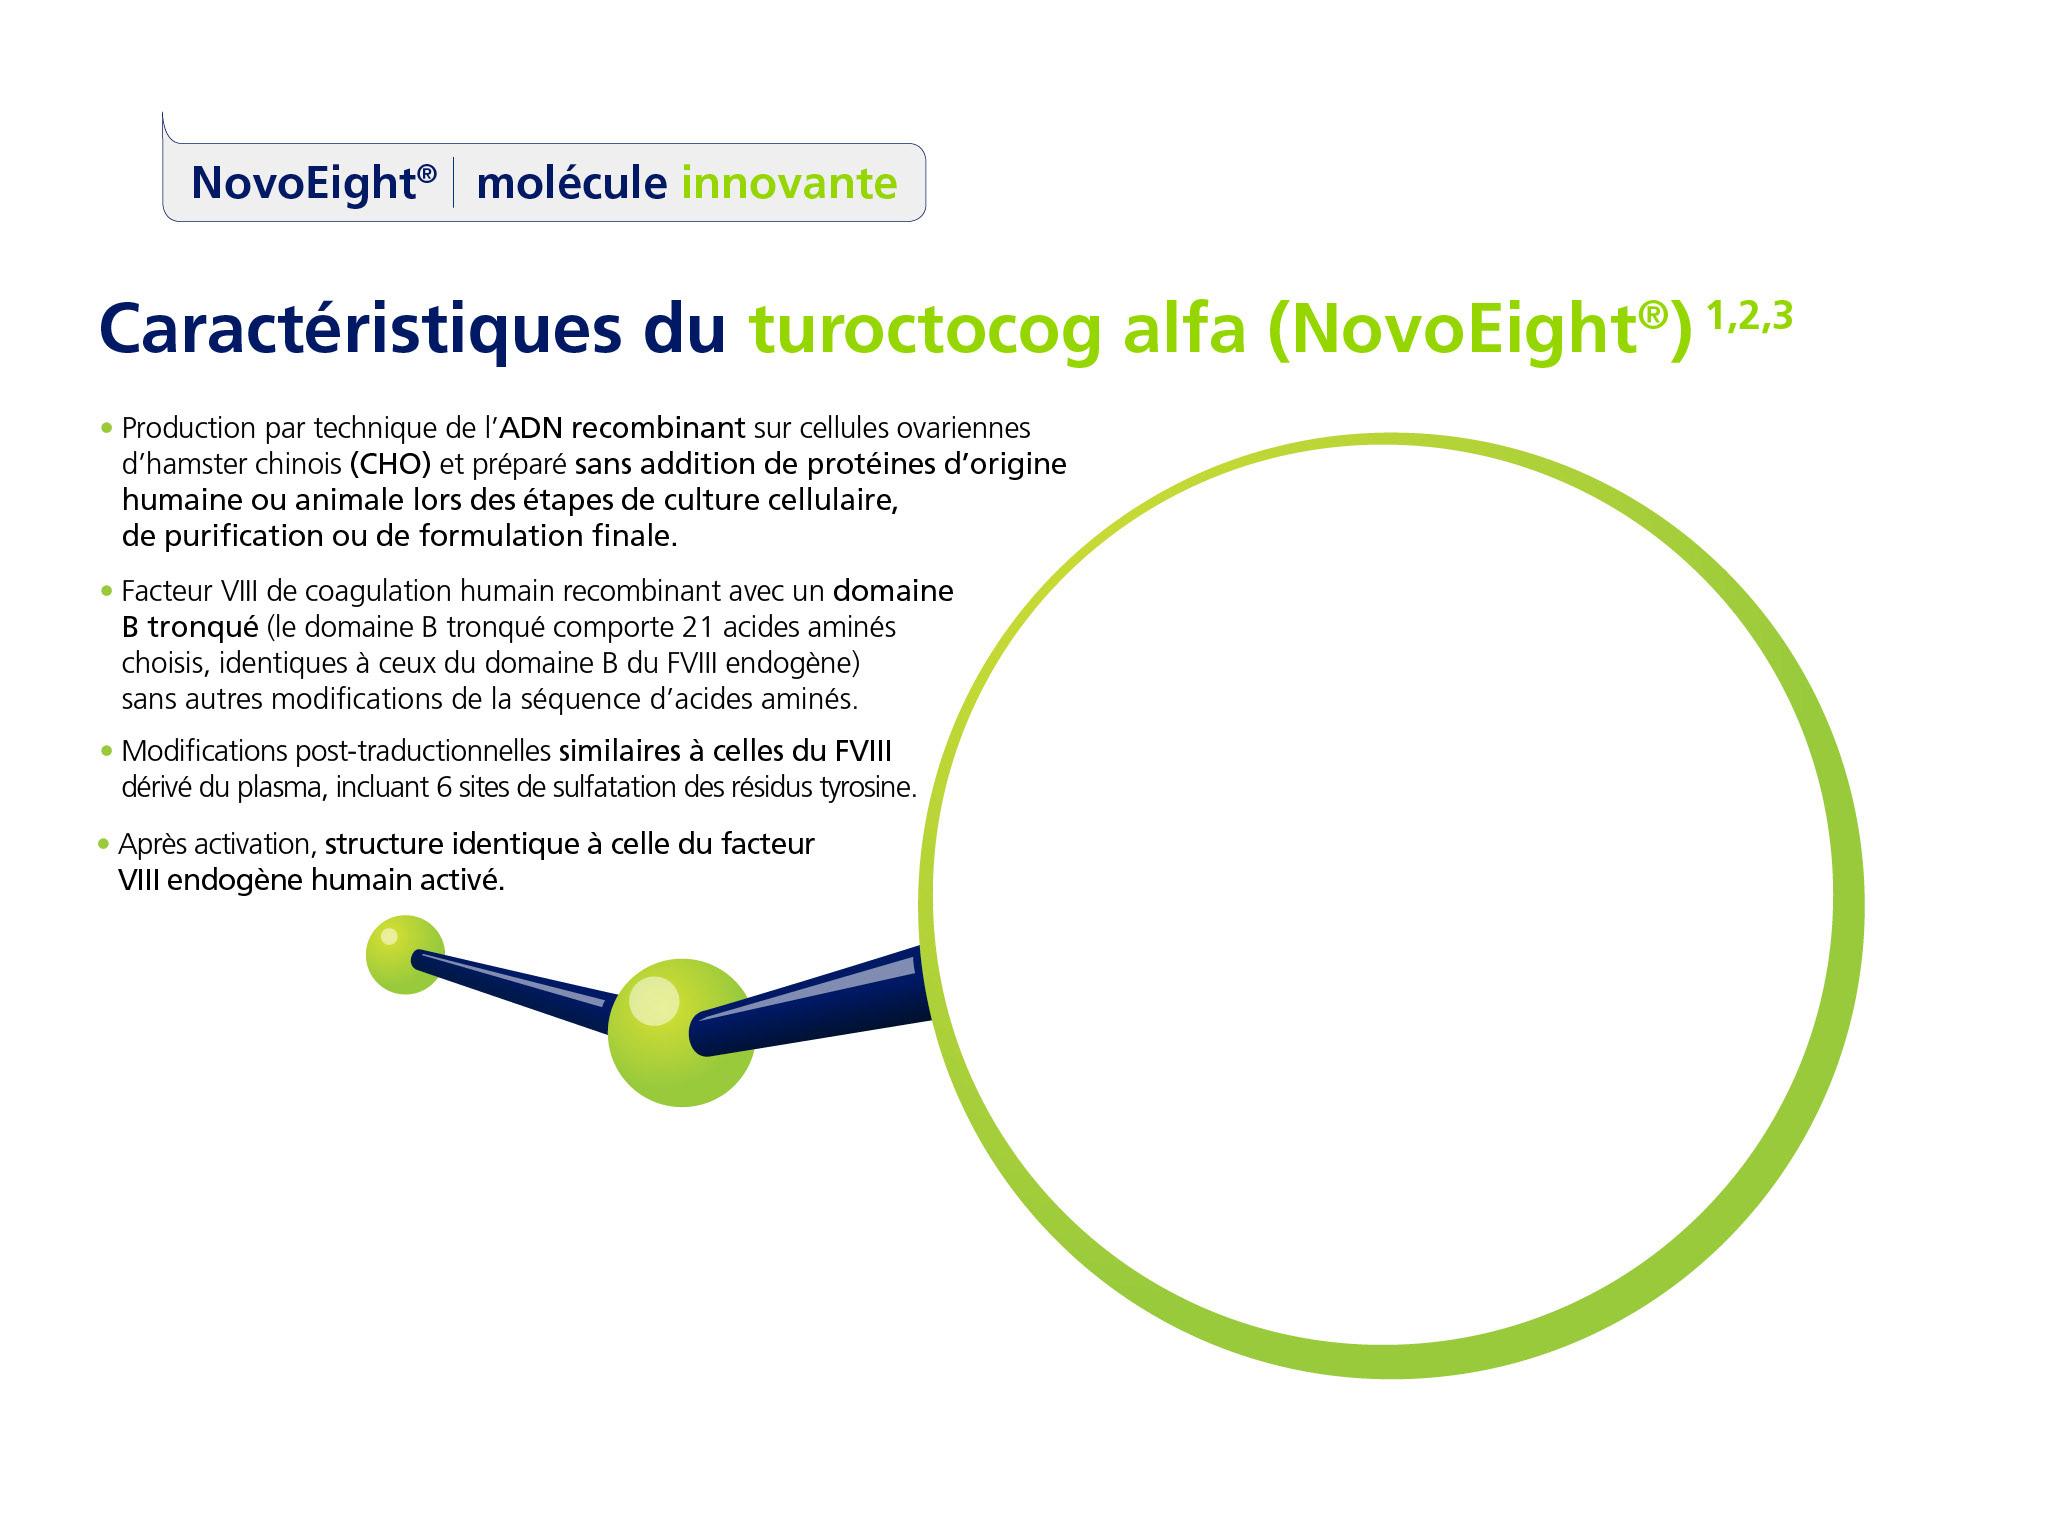 NovoEight® molécule innovante
Caractéristiques du turoctocog alfa (NovoEight®) 1,2,3
• Production par technique de l’ADN recombinant sur cellules ovariennes
d’hamster chinois (CHO) et préparé sans addition de protéines d’origine
humaine ou animale lors des étapes de culture cellulaire,
de purification ou de formulation finale.
• Facteur VIII de coagulation humain recombinant avec un domaine
B tronqué (le domaine B tronqué comporte 21 acides aminés
choisis, identiques à ceux du domaine B du FVIII endogène)
sans autres modifications de la séquence d’acides aminés.
• Modifications post-traductionnelles similaires à celles du FVIII
dérivé du plasma, incluant 6 sites de sulfatation des résidus tyrosine.
• Après activation, structure identique à celle du facteur
VIII endogène humain activé.